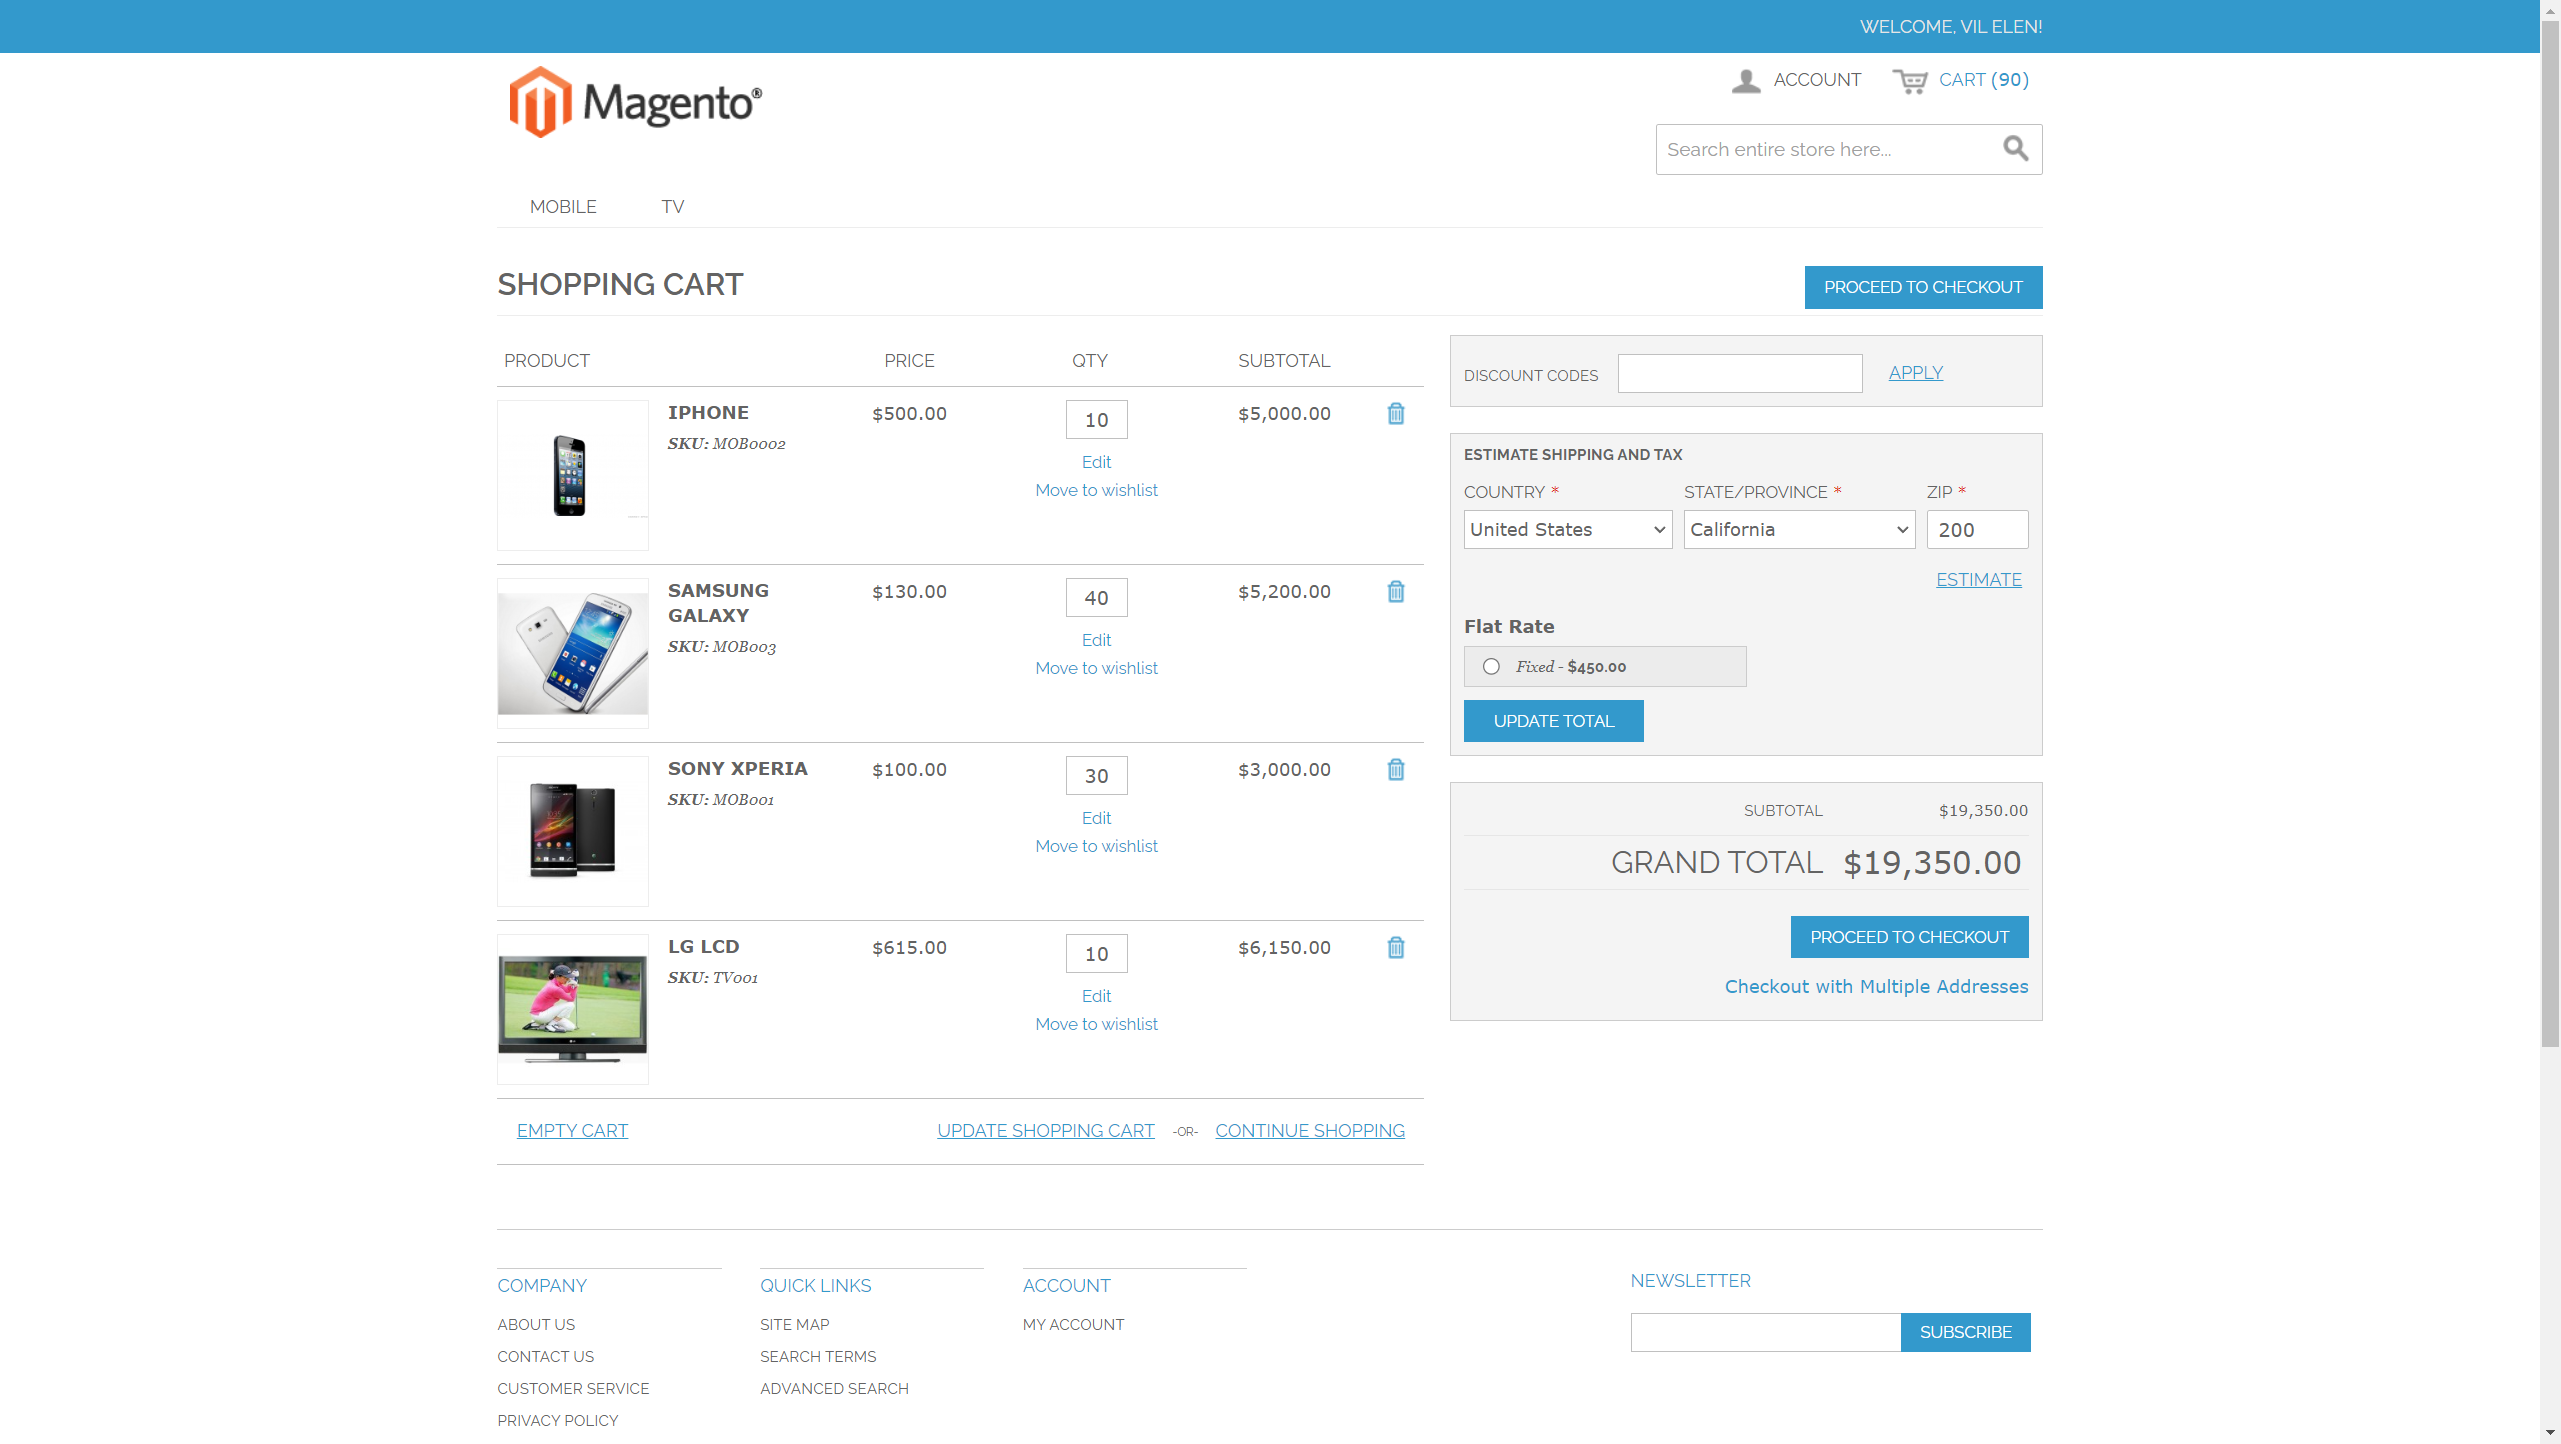 WELCOME, VIL ELEN!
Magento®
ACCOUNT
CART (90)
Search entire store here...
MOBILE
TV
SHOPPING CART
PROCEED TO CHECKOUT
PRODUCT PRICE QTY SUBTOTAL
IPHONE $500.00 10 $5,000.00
SKU: MOB0002
Edit
Move to wishlist
SAMSUNG GALAXY $130.00 40 $5,200.00
SKU: MOB003
Edit
Move to wishlist
SONY XPERIA $100.00 30 $3,000.00
SKU: MOB001
Edit
Move to wishlist
LG LCD $615.00 10 $6,150.00
SKU: TV001
Edit
Move to wishlist
EMPTY CART UPDATE SHOPPING CART -OR- CONTINUE SHOPPING
DISCOUNT CODES APPLY
ESTIMATE SHIPPING AND TAX
COUNTRY * STATE/PROVINCE * ZIP *
United States California 200
ESTIMATE
Flat Rate
Fixed - $450.00
UPDATE TOTAL
SUBTOTAL $19,350.00
GRAND TOTAL $19,350.00
PROCEED TO CHECKOUT
Checkout with Multiple Addresses
COMPANY
ABOUT US
CONTACT US
CUSTOMER SERVICE
PRIVACY POLICY
QUICK LINKS
SITE MAP
SEARCH TERMS
ADVANCED SEARCH
ACCOUNT
MY ACCOUNT
NEWSLETTER
SUBSCRIBE